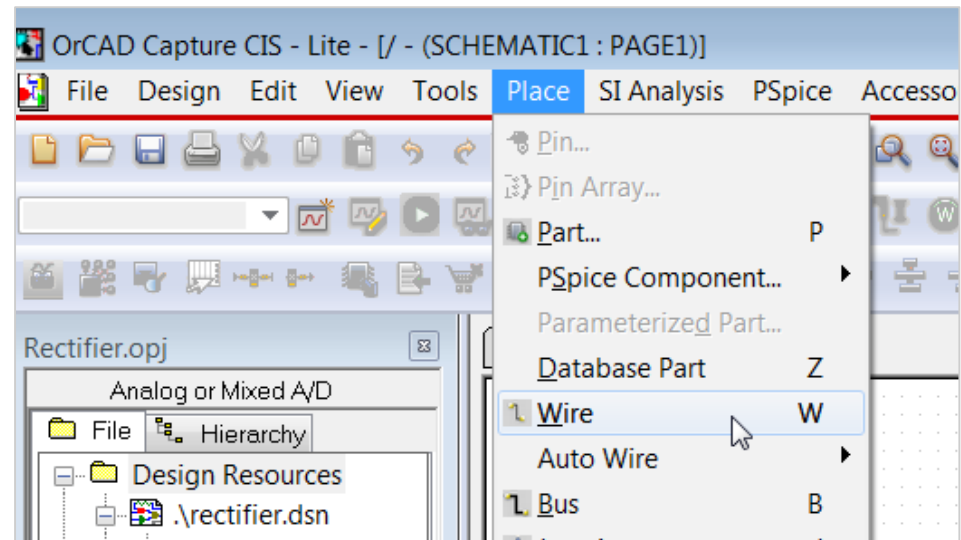 OrCAD Capture CIS - Lite - [/ - (SCHEMATIC1 : PAGE1)]
File Design Edit View Tools Place SI Analysis PSpice Accesso
Pin...
Pin Array...
Part... P
PSpice Component...
Parameterized Part...
Database Part Z
Wire W
Auto Wire
Bus B
W
Rectifier.opj
Analog or Mixed A/D
File Hierarchy
Design Resources
.\rectifier.dsn